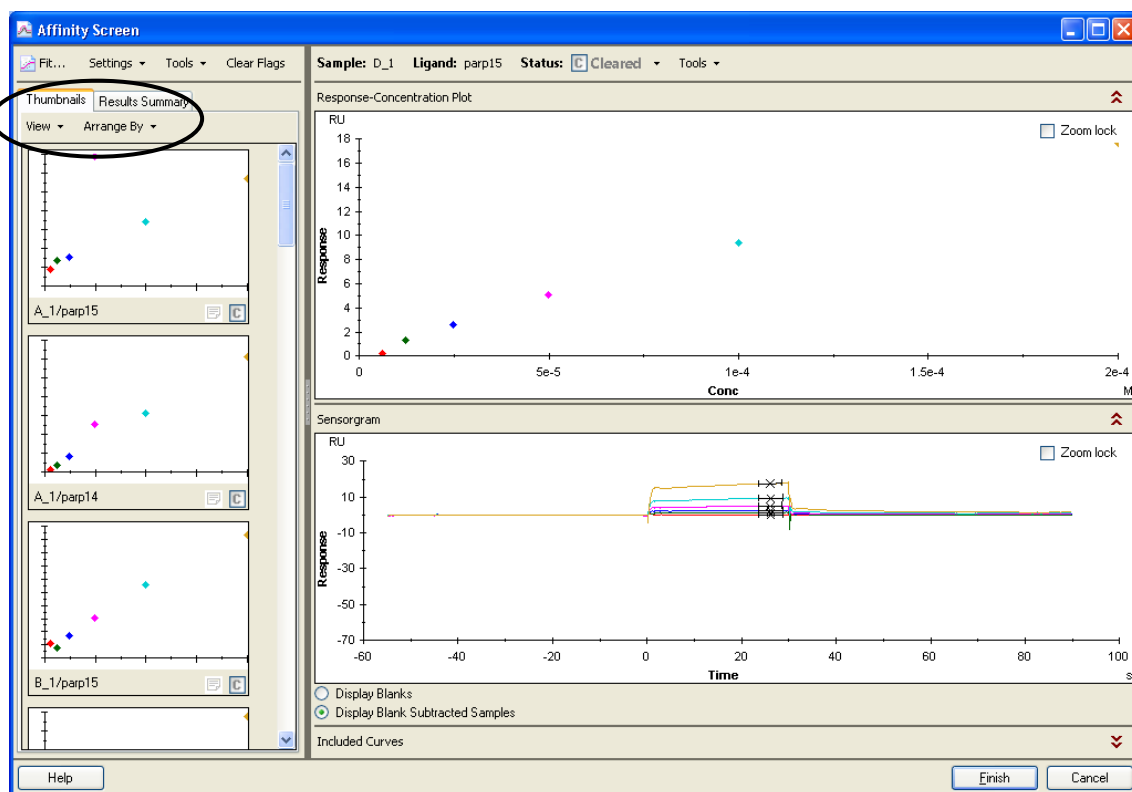 Affinity Screen
Fit... Settings Tools Clear Flags
Thumbnails Results Summary
View Arrange By
A_1/parp15 C
A_1/parp14 C
B_1/parp15 C
Sample: D_1 Ligand: parp15 Status: C Cleared Tools
Response-Concentration Plot
RU
Zoom lock
18
16
14
12
10
8
6
4
2
0
Response
0 5e-5 1e-4 1.5e-4 2e-4
Conc M
Sensorgram
RU
Zoom lock
30
10
-10
-30
-50
-70
Response
-60 -40 -20 0 20 40 60 80 100
Time s
Display Blanks
Display Blank Subtracted Samples
Included Curves
Help Finish Cancel